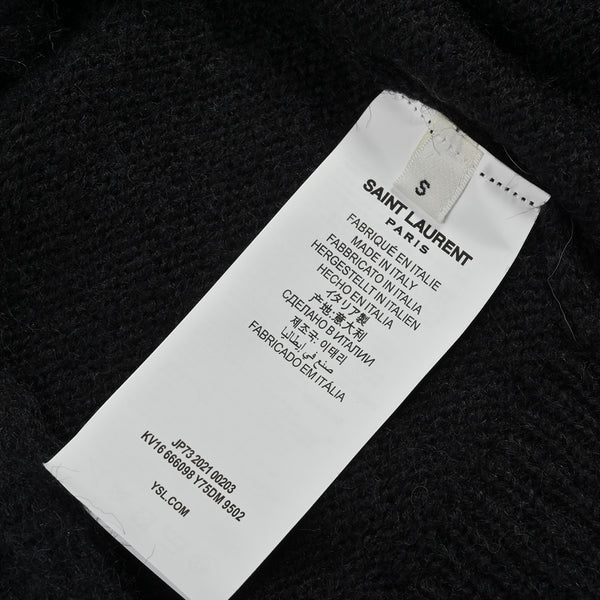 S
SAINT LAURENT
PARIS
FABRIQUÉ EN ITALIE
MADE IN ITALY
FABBRICATO IN ITALIA
HERGESTELLT IN ITALIEN
HECHO EN ITALIA
イタリア製
产地:意大利
СДЕЛАНО В ИТАЛИИ
제조국: 이태리
صنع في إيطاليا
FABRICADO EM ITÁLIA
JP73 2021 00203
KV16 666098 Y75DM 9502
YSL.COM